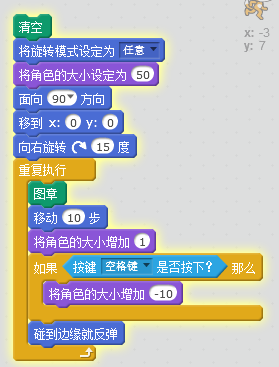 清空
将旋转模式设定为 任意
将角色的大小设定为 50
面向 90 方向
移到 x: 0 y: 0
向右旋转 15 度
重复执行
图章
移动 10 步
将角色的大小增加 1
如果 按键 空格键 是否按下? 那么
将角色的大小增加 -10
碰到边缘就反弹
x: -3
y: 7